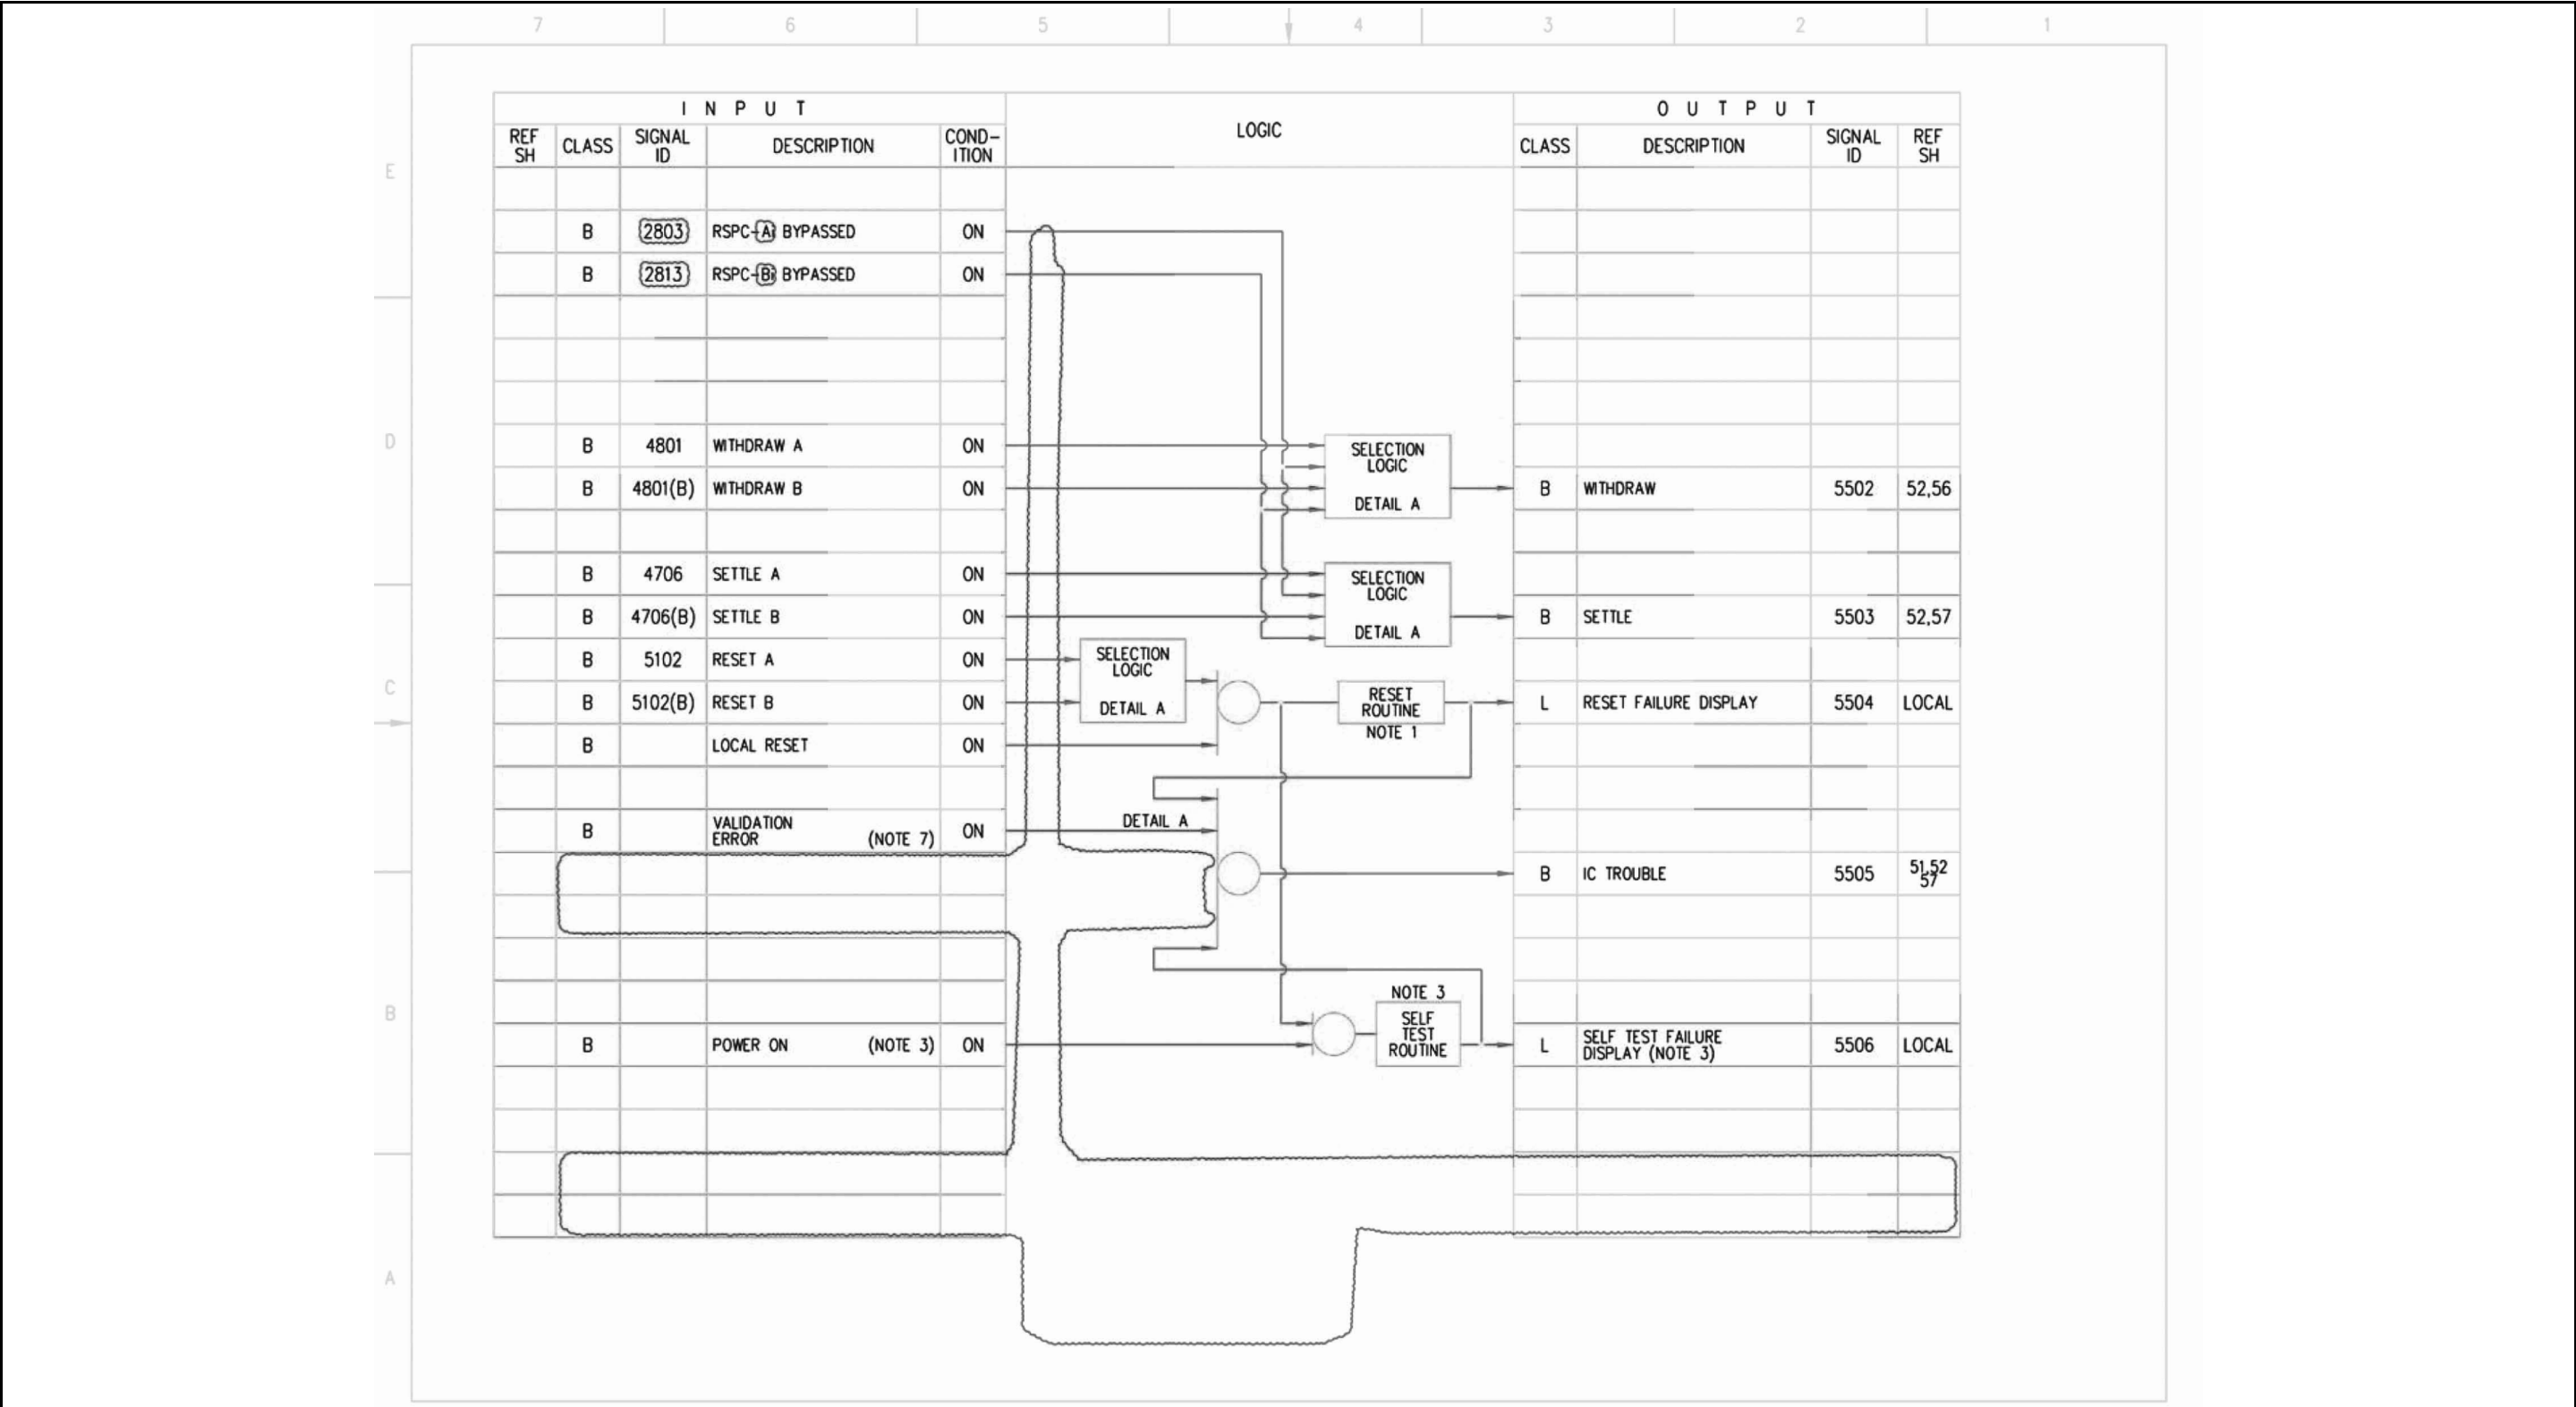 7 6 5 4 3 2 1
I N P U T
LOGIC
O U T P U T
REF SH CLASS SIGNAL ID DESCRIPTION COND-ITION CLASS DESCRIPTION SIGNAL ID REF SH
E
B 2803 RSPC-A BYPASSED ON
B 2813 RSPC-B BYPASSED ON
D
B 4801 WITHDRAW A ON
SELECTION
LOGIC
DETAIL A
B 4801(B) WITHDRAW B ON
B WITHDRAW 5502 52,56
B 4706 SETTLE A ON
SELECTION
LOGIC
DETAIL A
B 4706(B) SETTLE B ON
B SETTLE 5503 52,57
B 5102 RESET A ON
SELECTION
LOGIC
DETAIL A
C
B 5102(B) RESET B ON
RESET
ROUTINE
NOTE 1
L RESET FAILURE DISPLAY 5504 LOCAL
B LOCAL RESET ON
B VALIDATION
ERROR (NOTE 7) ON
DETAIL A
B IC TROUBLE 5505 51,52
57
B
NOTE 3
SELF
TEST
ROUTINE
B POWER ON (NOTE 3) ON
L SELF TEST FAILURE
DISPLAY (NOTE 3) 5506 LOCAL
A